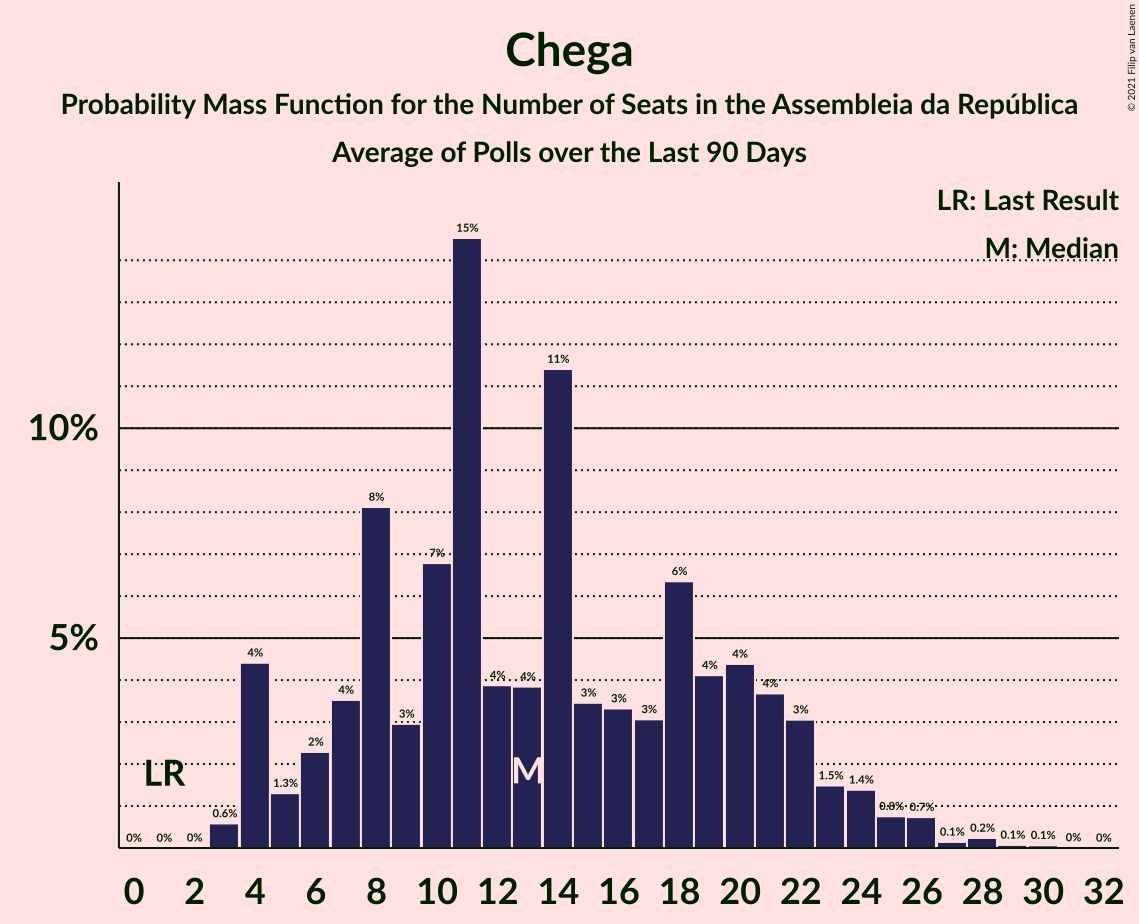 © 2021 Filip van Laenen
Chega
Probability Mass Function for the Number of Seats in the Assembleia da República
Average of Polls over the Last 90 Days
LR: Last Result
M: Median
10%
5%
0% 0% 0% 0.6% 4% 1.3% 2% 4% 8% 3% 7% 15% 4% 4% 11% 3% 3% 3% 6% 4% 4% 4% 3% 1.5% 1.4% 0.8% 0.7% 0.1% 0.2% 0.1% 0.1% 0% 0%
LR
M
0 2 4 6 8 10 12 14 16 18 20 22 24 26 28 30 32